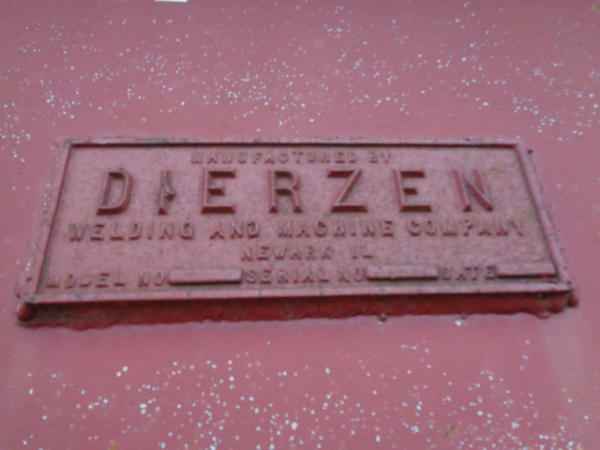 MANUFACTURED BY
DIERZEN
WELDING AND MACHINE COMPANY
NEWARK IL
MODEL NO SERIAL NO DATE